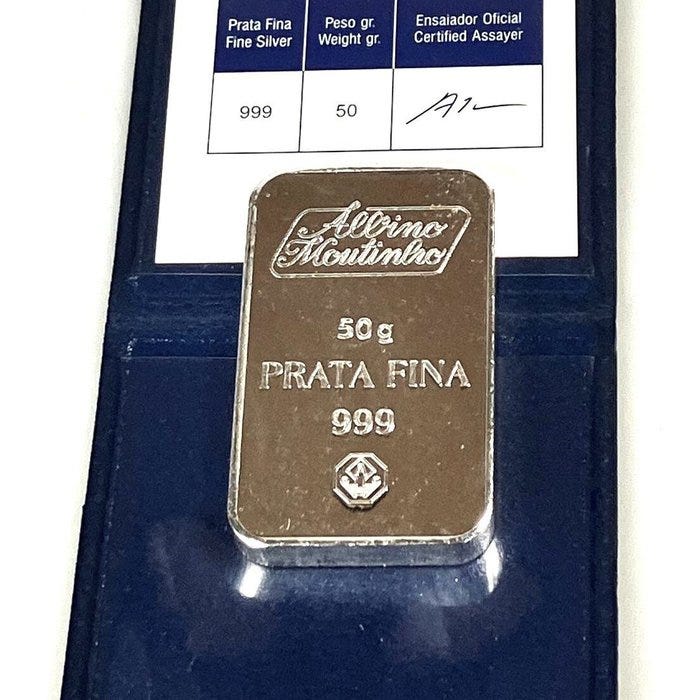 Prata Fina
Fine Silver
Peso gr.
Weight gr.
Ensaiador Oficial
Certified Assayer
999
50
Albino
Moutinho
50g
PRATA FINA
999